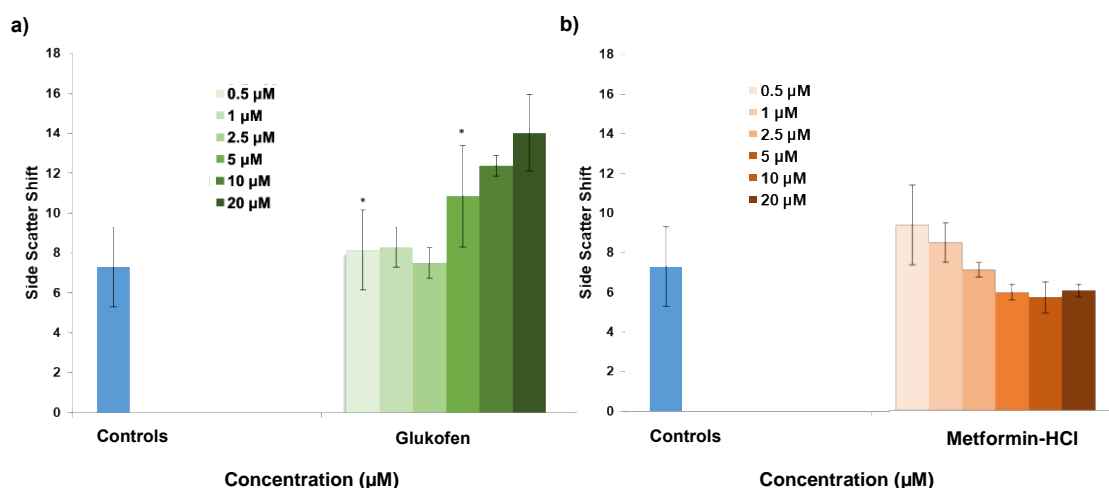 a)
Side Scatter Shift
18
16
14
12
10
8
6
4
2
0
0.5 µM
1 µM
2.5 µM
5 µM
10 µM
20 µM
*
*
Controls
Glukofen
Concentration (µM)
b)
Side Scatter Shift
18
16
14
12
10
8
6
4
2
0
0.5 µM
1 µM
2.5 µM
5 µM
10 µM
20 µM
Controls
Metformin-HCl
Concentration (µM)